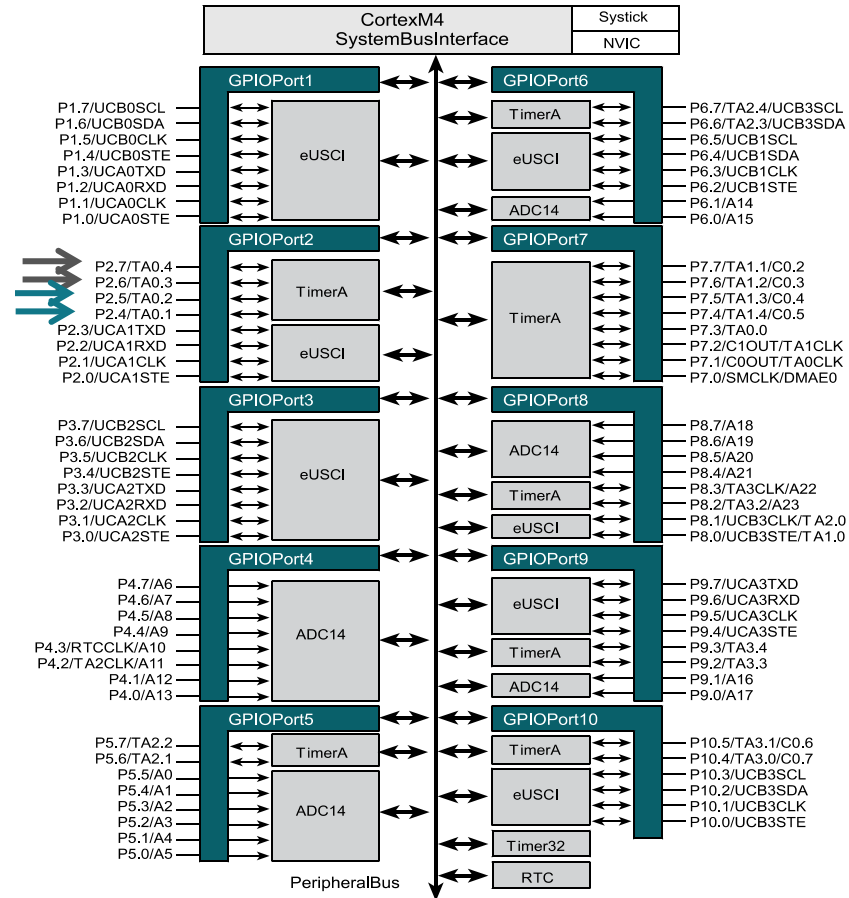 CortexM4
SystemBusInterface
Systick
NVIC
GPIOPort1
P1.7/UCB0SCL
P1.6/UCB0SDA
P1.5/UCB0CLK
P1.4/UCB0STE
P1.3/UCA0TXD
P1.2/UCA0RXD
P1.1/UCA0CLK
P1.0/UCA0STE
eUSCI
GPIOPort2
P2.7/TA0.4
P2.6/TA0.3
P2.5/TA0.2
P2.4/TA0.1
P2.3/UCA1TXD
P2.2/UCA1RXD
P2.1/UCA1CLK
P2.0/UCA1STE
TimerA
eUSCI
GPIOPort3
P3.7/UCB2SCL
P3.6/UCB2SDA
P3.5/UCB2CLK
P3.4/UCB2STE
P3.3/UCA2TXD
P3.2/UCA2RXD
P3.1/UCA2CLK
P3.0/UCA2STE
eUSCI
GPIOPort4
P4.7/A6
P4.6/A7
P4.5/A8
P4.4/A9
P4.3/RTCCLK/A10
P4.2/TA2CLK/A11
P4.1/A12
P4.0/A13
ADC14
GPIOPort5
P5.7/TA2.2
P5.6/TA2.1
P5.5/A0
P5.4/A1
P5.3/A2
P5.2/A3
P5.1/A4
P5.0/A5
TimerA
ADC14
PeripheralBus
GPIOPort6
TimerA
eUSCI
ADC14
P6.7/TA2.4/UCB3SCL
P6.6/TA2.3/UCB3SDA
P6.5/UCB1SCL
P6.4/UCB1SDA
P6.3/UCB1CLK
P6.2/UCB1STE
P6.1/A14
P6.0/A15
GPIOPort7
TimerA
P7.7/TA1.1/C0.2
P7.6/TA1.2/C0.3
P7.5/TA1.3/C0.4
P7.4/TA1.4/C0.5
P7.3/TA0.0
P7.2/C1OUT/TA1CLK
P7.1/C0OUT/TA0CLK
P7.0/SMCLK/DMAE0
GPIOPort8
ADC14
TimerA
eUSCI
P8.7/A18
P8.6/A19
P8.5/A20
P8.4/A21
P8.3/TA3CLK/A22
P8.2/TA3.2/A23
P8.1/UCB3CLK/TA2.0
P8.0/UCB3STE/TA1.0
GPIOPort9
eUSCI
TimerA
ADC14
P9.7/UCA3TXD
P9.6/UCA3RXD
P9.5/UCA3CLK
P9.4/UCA3STE
P9.3/TA3.4
P9.2/TA3.3
P9.1/A16
P9.0/A17
GPIOPort10
TimerA
eUSCI
Timer32
RTC
P10.5/TA3.1/C0.6
P10.4/TA3.0/C0.7
P10.3/UCB3SCL
P10.2/UCB3SDA
P10.1/UCB3CLK
P10.0/UCB3STE